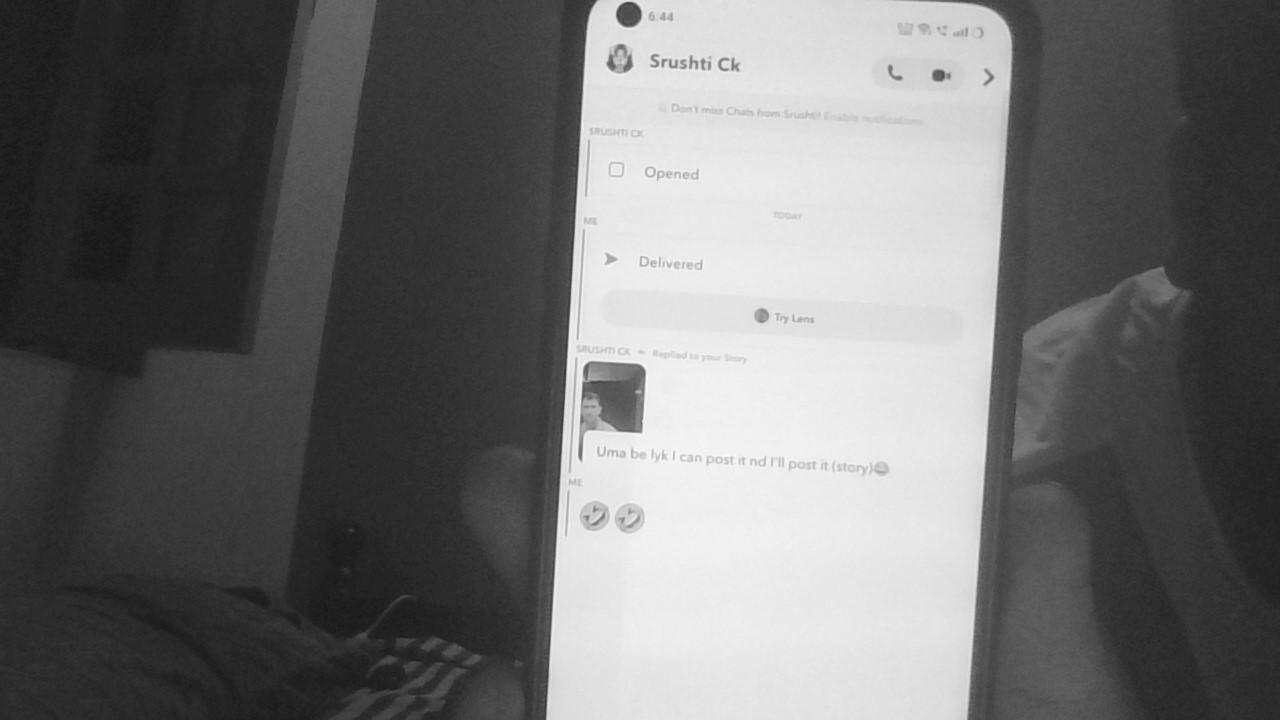 6:44
Srushti Ck
Don't miss Chats from Srushti! Enable notifications
SRUSHTI CK
Opened
TODAY
ME
Delivered
Try Lens
SRUSHTI CK Replied to your Story
Uma be lyk I can post it nd I'll post it (story)😂
ME
🤣🤣